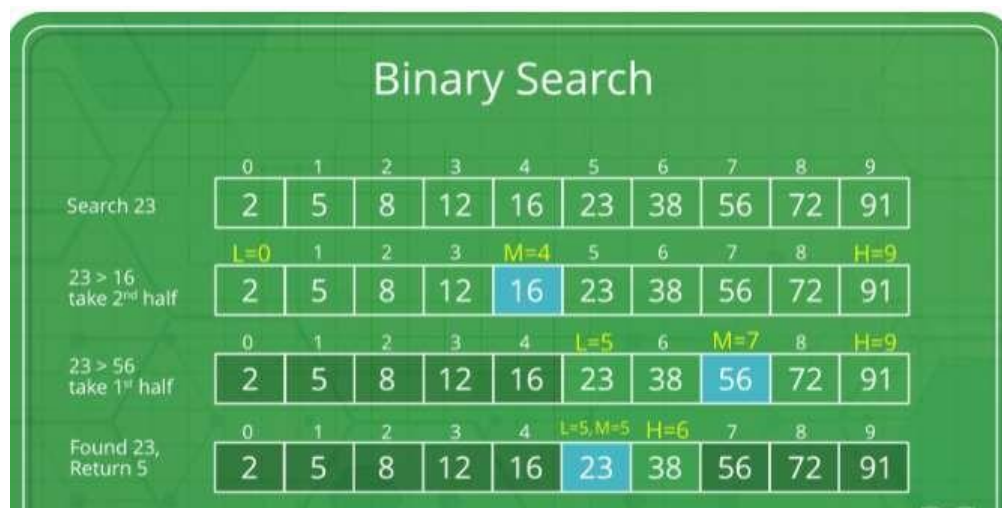 Binary Search
0 1 2 3 4 5 6 7 8 9
Search 23 2 5 8 12 16 23 38 56 72 91
L=0 1 2 3 M=4 5 6 7 8 H=9
23 > 16
take 2nd half 2 5 8 12 16 23 38 56 72 91
0 1 2 3 4 L=5 6 M=7 8 H=9
23 > 56
take 1st half 2 5 8 12 16 23 38 56 72 91
0 1 2 3 4 L=5, M=5 H=6 7 8 9
Found 23,
Return 5 2 5 8 12 16 23 38 56 72 91